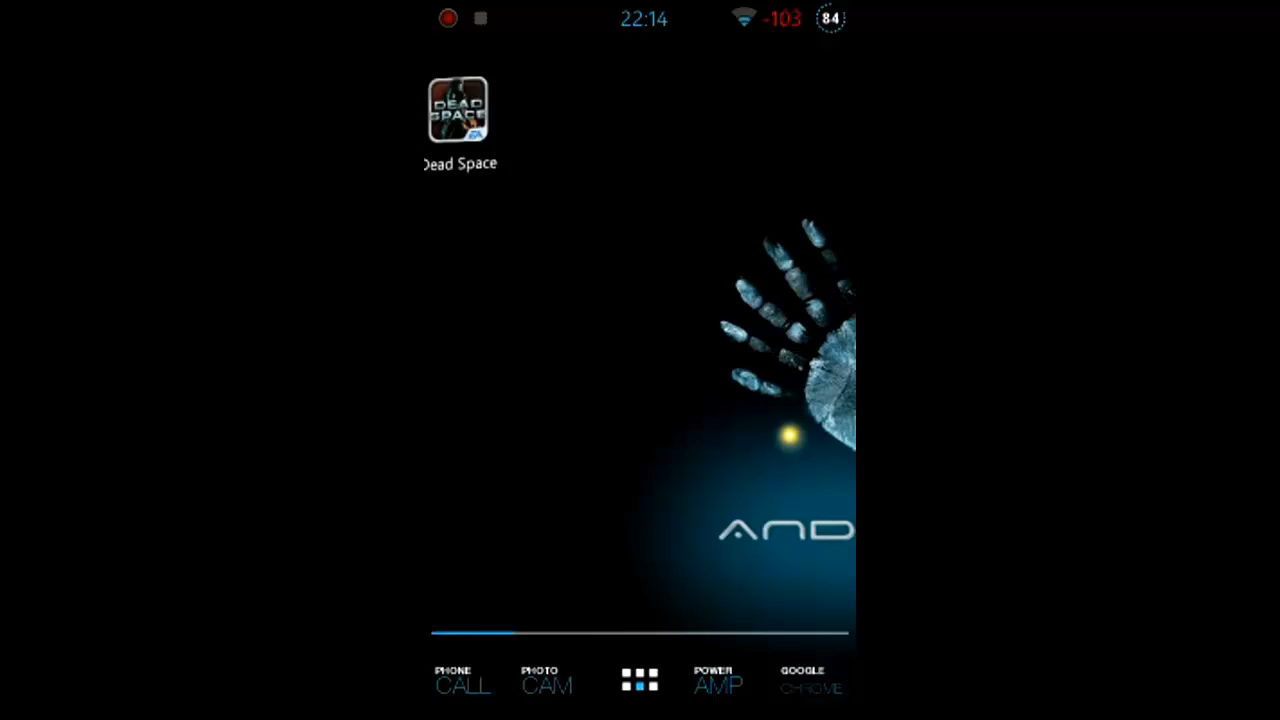 22:14
-103
84
DEAD
SPACE
EA
Dead Space
AND
PHONE
CALL
PHOTO
CAM
POWER
AMP
GOOGLE
CHROME